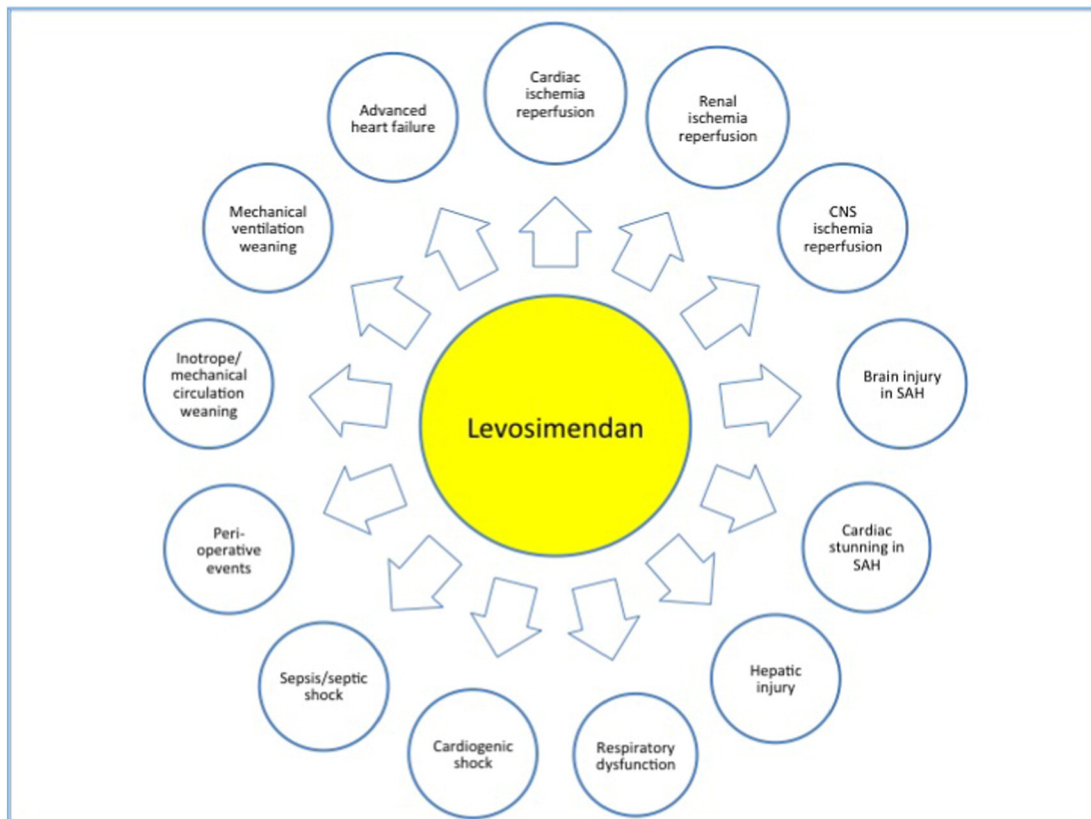 Cardiac
ischemia
reperfusion
Renal
ischemia
reperfusion
CNS
ischemia
reperfusion
Brain injury
in SAH
Cardiac
stunning in
SAH
Hepatic
injury
Respiratory
dysfunction
Cardiogenic
shock
Sepsis/septic
shock
Peri-
operative
events
Inotrope/
mechanical
circulation
weaning
Mechanical
ventilation
weaning
Advanced
heart failure
Levosimendan